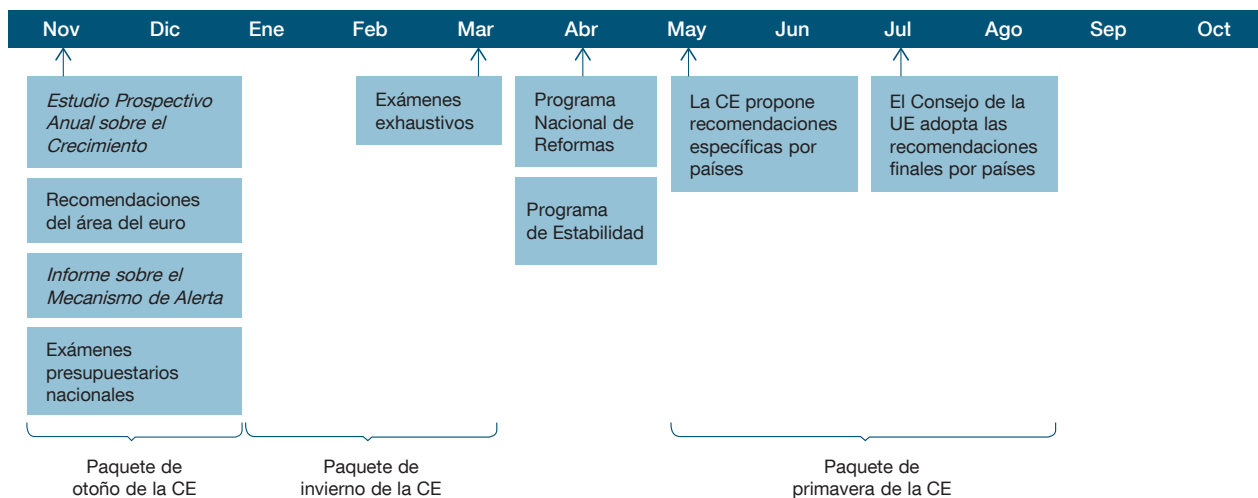 Nov Dic Ene Feb Mar Abr May Jun Jul Ago Sep Oct
Estudio Prospectivo
Anual sobre el
Crecimiento
Recomendaciones
del área del euro
Informe sobre el
Mecanismo de Alerta
Exámenes
presupuestarios
nacionales
Exámenes
exhaustivos
Programa
Nacional de
Reformas
Programa
de Estabilidad
La CE propone
recomendaciones
específicas por
países
El Consejo de la
UE adopta las
recomendaciones
finales por países
Paquete de
otoño de la CE
Paquete de
invierno de la CE
Paquete de
primavera de la CE